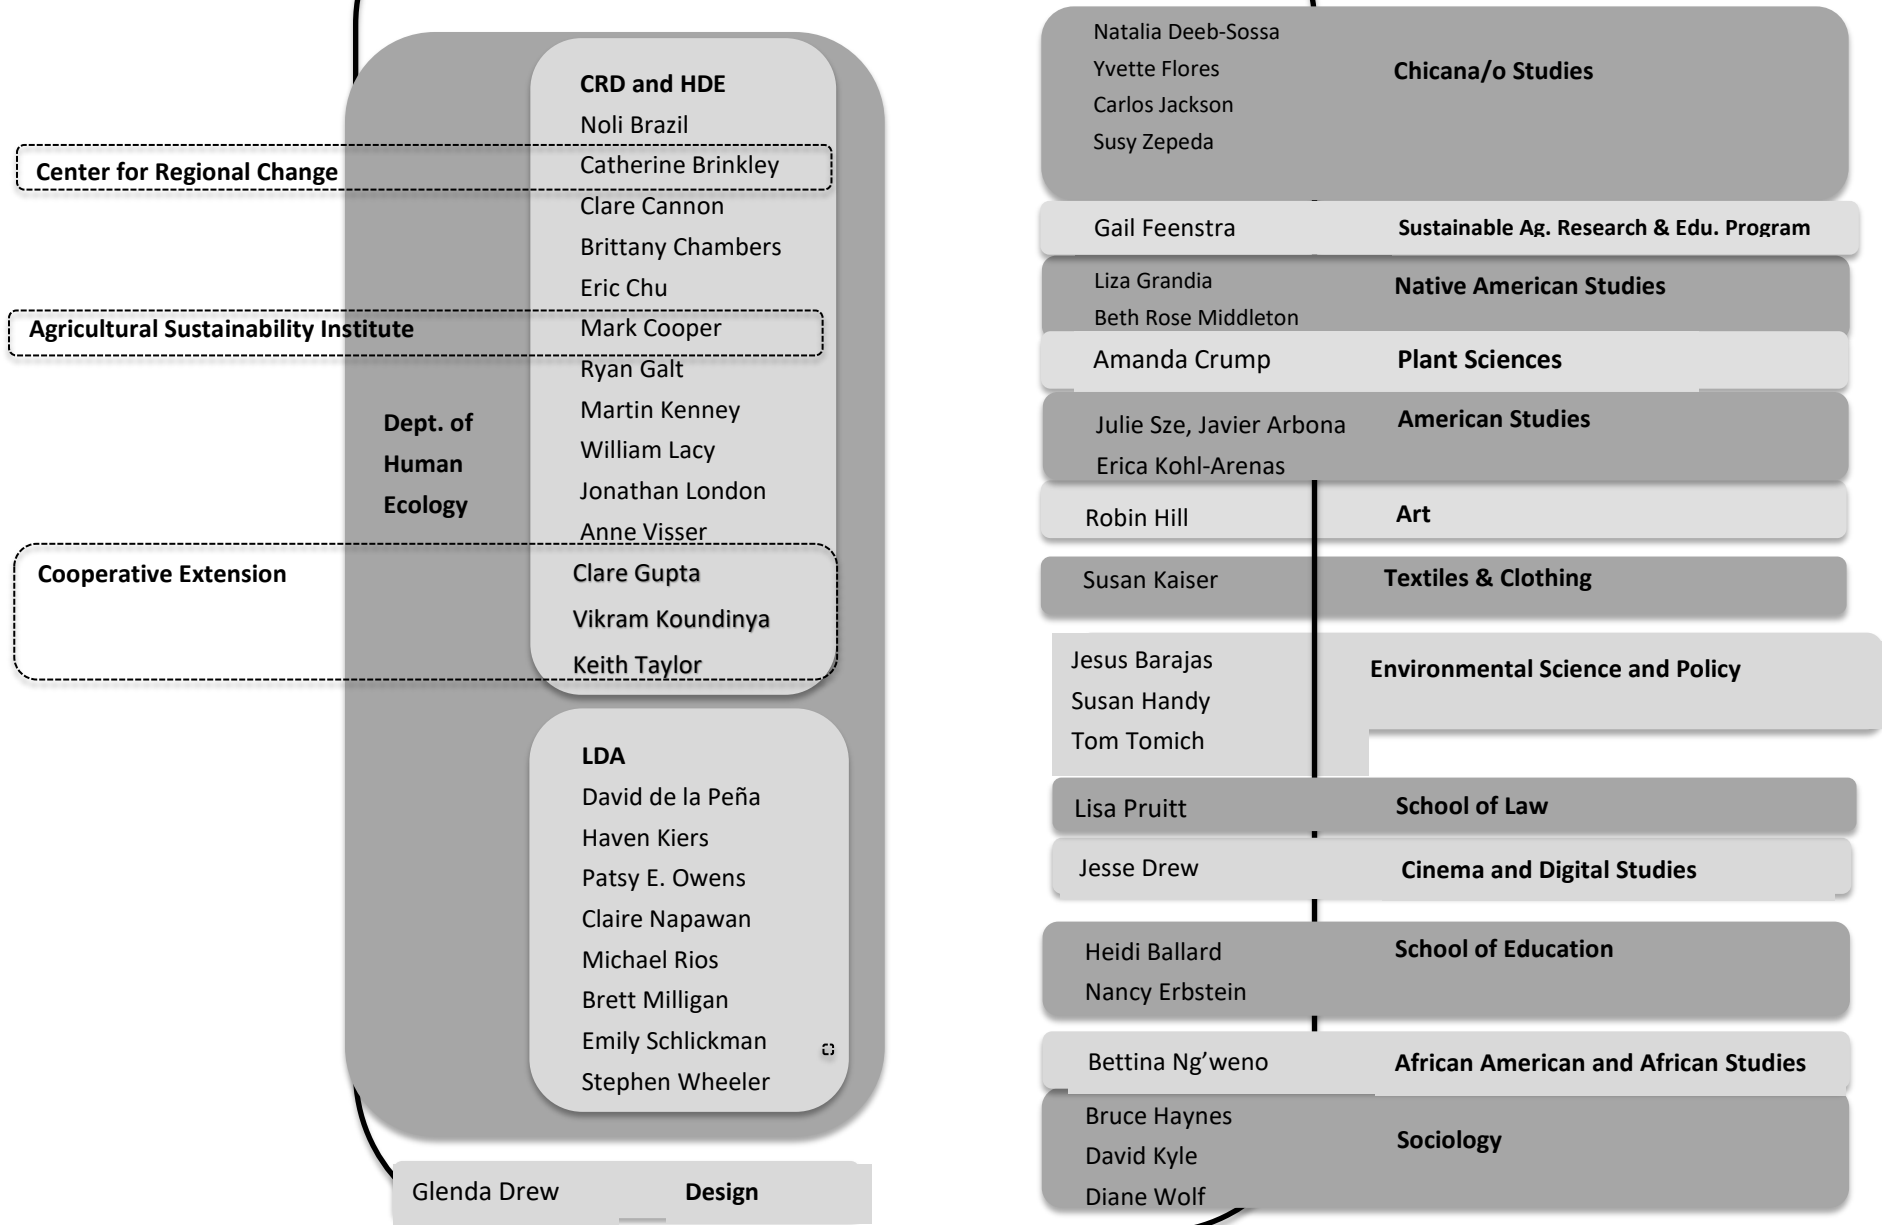 CRD and HDE
Noli Brazil
Center for Regional Change
Catherine Brinkley
Clare Cannon
Brittany Chambers
Eric Chu
Agricultural Sustainability Institute
Mark Cooper
Ryan Galt
Martin Kenney
Dept. of
Human
Ecology
William Lacy
Jonathan London
Anne Visser
Cooperative Extension
Clare Gupta
Vikram Koundinya
Keith Taylor
LDA
David de la Peña
Haven Kiers
Patsy E. Owens
Claire Napawan
Michael Rios
Brett Milligan
Emily Schlickman
Stephen Wheeler
Glenda Drew Design
Natalia Deeb-Sossa
Yvette Flores
Carlos Jackson
Susy Zepeda
Chicana/o Studies
Gail Feenstra Sustainable Ag. Research & Edu. Program
Liza Grandia Native American Studies
Beth Rose Middleton
Amanda Crump Plant Sciences
Julie Sze, Javier Arbona American Studies
Erica Kohl-Arenas
Robin Hill Art
Susan Kaiser Textiles & Clothing
Jesus Barajas Environmental Science and Policy
Susan Handy
Tom Tomich
Lisa Pruitt School of Law
Jesse Drew Cinema and Digital Studies
Heidi Ballard School of Education
Nancy Erbstein
Bettina Ng’weno African American and African Studies
Bruce Haynes
David Kyle
Diane Wolf
Sociology